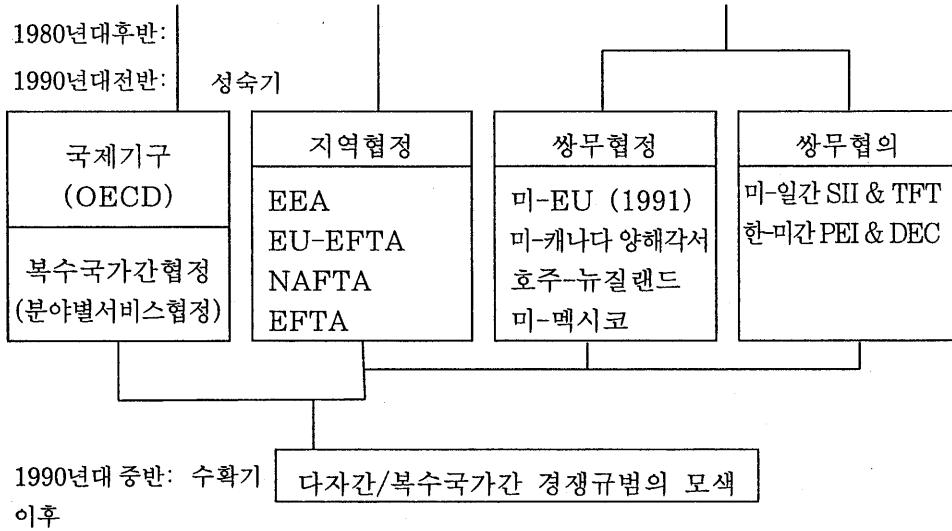 1980년대후반:
1990년대전반: 성숙기
국제기구
(OECD)
복수국가간협정
(분야별서비스협정)
지역협정
EEA
EU-EFTA
NAFTA
EFTA
쌍무협정
미-EU (1991)
미-캐나다 양해각서
호주-뉴질랜드
미-멕시코
쌍무협의
미-일간 SII & TFT
한-미간 PEI & DEC
1990년대 중반: 수확기
이후
다자간/복수국가간 경쟁규범의 모색